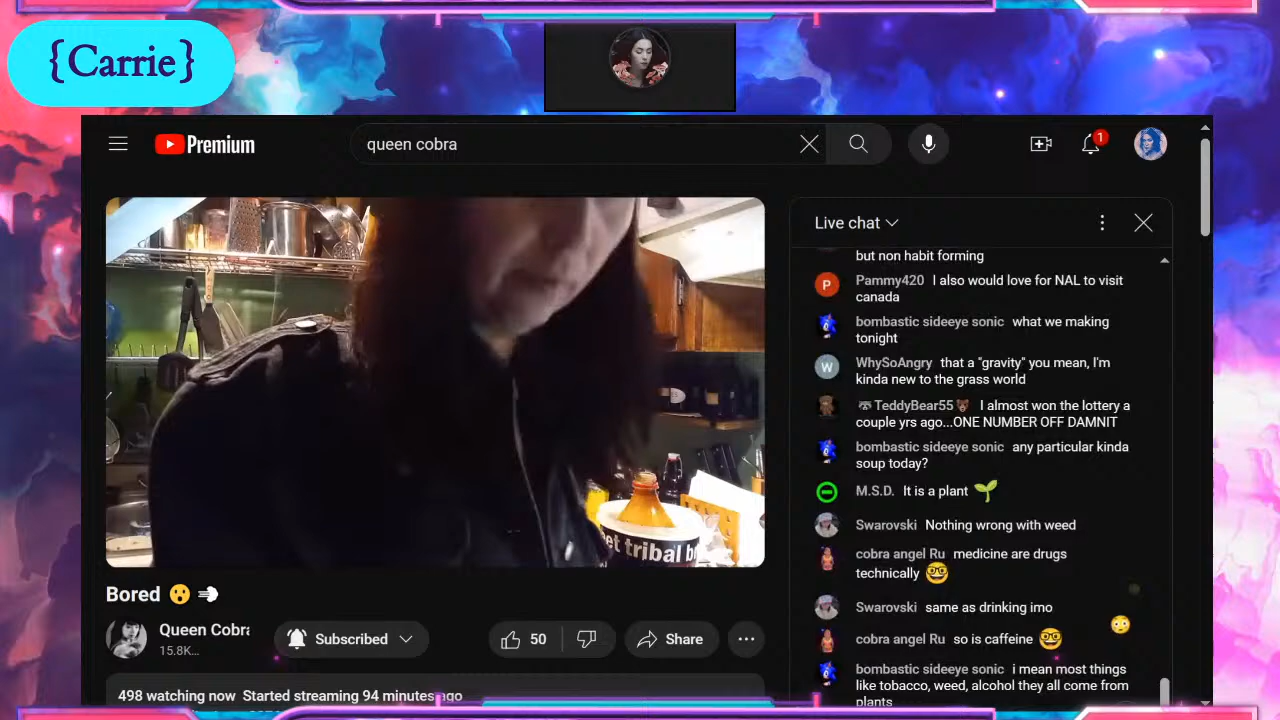 {Carrie}
Premium
queen cobra
1
Live chat
but non habit forming
P
Pammy420 I also would love for NAL to visit
canada
bombastic sideeye sonic what we making
tonight
W
WhySoAngry that a "gravity" you mean, I'm
kinda new to the grass world
TeddyBear55🐻 I almost won the lottery a
couple yrs ago...ONE NUMBER OFF DAMNIT
bombastic sideeye sonic any particular kinda
soup today?
M.S.D. It is a plant 🌱
Swarovski Nothing wrong with weed
cobra angel Ru medicine are drugs
technically 🤓
Swarovski same as drinking imo
cobra angel Ru so is caffeine 🤓
bombastic sideeye sonic i mean most things
like tobacco, weed, alcohol they all come from
plants
tribal
Bored 😮 💨
Queen Cobra
15.8K...
Subscribed
50
Share
498 watching now Started streaming 94 minutes ago